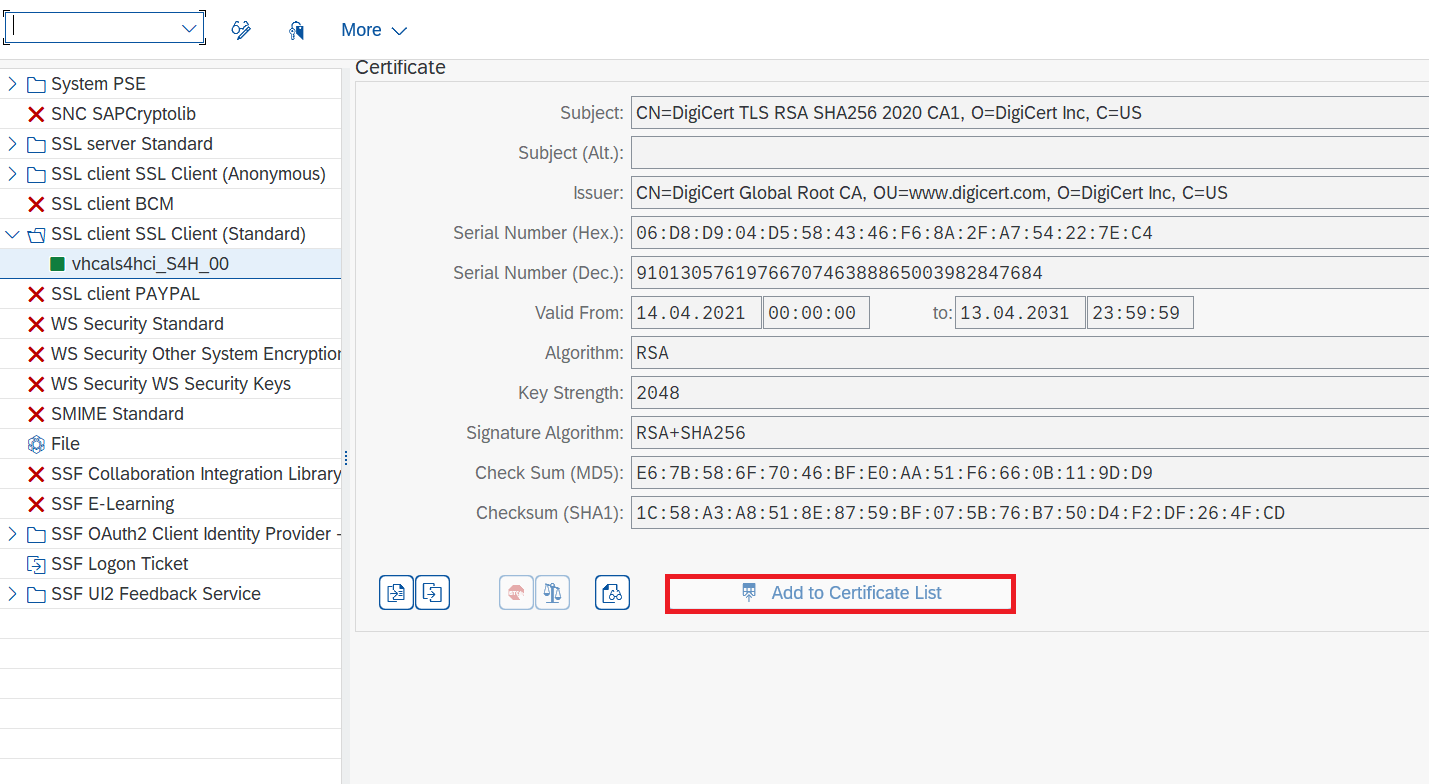 More
System PSE
SNC SAPCryptolib
SSL server Standard
SSL client SSL Client (Anonymous)
SSL client BCM
SSL client SSL Client (Standard)
vhcals4hci_S4H_00
SSL client PAYPAL
WS Security Standard
WS Security Other System Encryption
WS Security WS Security Keys
SMIME Standard
File
SSF Collaboration Integration Library
SSF E-Learning
SSF OAuth2 Client Identity Provider -
SSF Logon Ticket
SSF UI2 Feedback Service
Certificate
Subject: CN=DigiCert TLS RSA SHA256 2020 CA1, O=DigiCert Inc, C=US
Subject (Alt.):
Issuer: CN=DigiCert Global Root CA, OU=www.digicert.com, O=DigiCert Inc, C=US
Serial Number (Hex.): 06:D8:D9:04:D5:58:43:46:F6:8A:2F:A7:54:22:7E:C4
Serial Number (Dec.): 9101305761976670746388865003982847684
Valid From: 14.04.2021 00:00:00 to: 13.04.2031 23:59:59
Algorithm: RSA
Key Strength: 2048
Signature Algorithm: RSA+SHA256
Check Sum (MD5): E6:7B:58:6F:70:46:BF:E0:AA:51:F6:66:0B:11:9D:D9
Checksum (SHA1): 1C:58:A3:A8:51:8E:87:59:BF:07:5B:76:B7:50:D4:F2:DF:26:4F:CD
Add to Certificate List